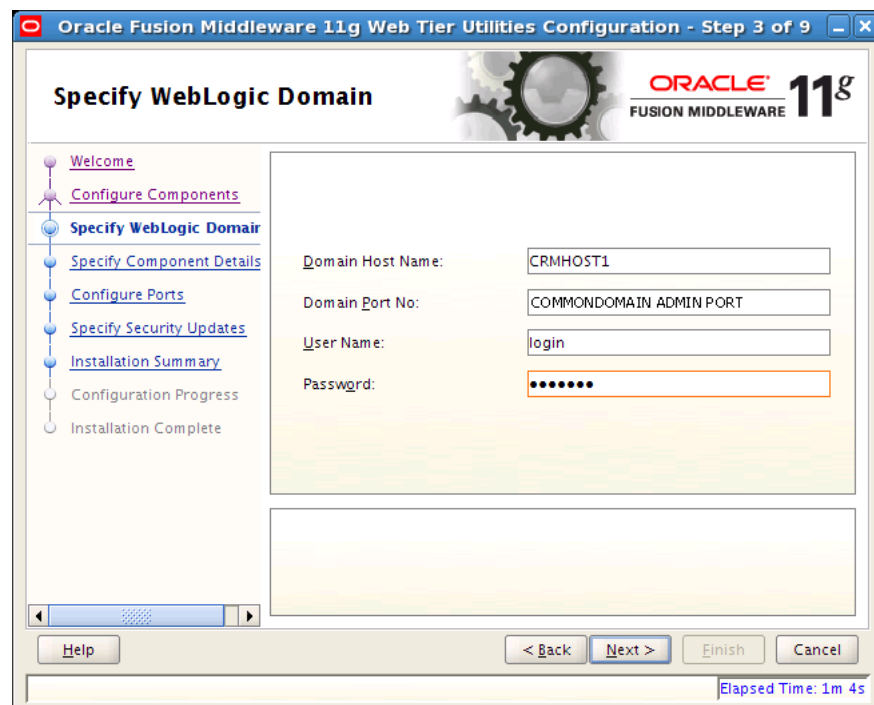 Oracle Fusion Middleware 11g Web Tier Utilities Configuration - Step 3 of 9
Specify WebLogic Domain
ORACLE
FUSION MIDDLEWARE 11g
Welcome
Configure Components
Specify WebLogic Domain
Specify Component Details
Configure Ports
Specify Security Updates
Installation Summary
Configuration Progress
Installation Complete
Domain Host Name: CRMHOST1
Domain Port No: COMMONDOMAIN ADMIN PORT
User Name: login
Password: •••••••
Help < Back Next > Finish Cancel
Elapsed Time: 1m 4s